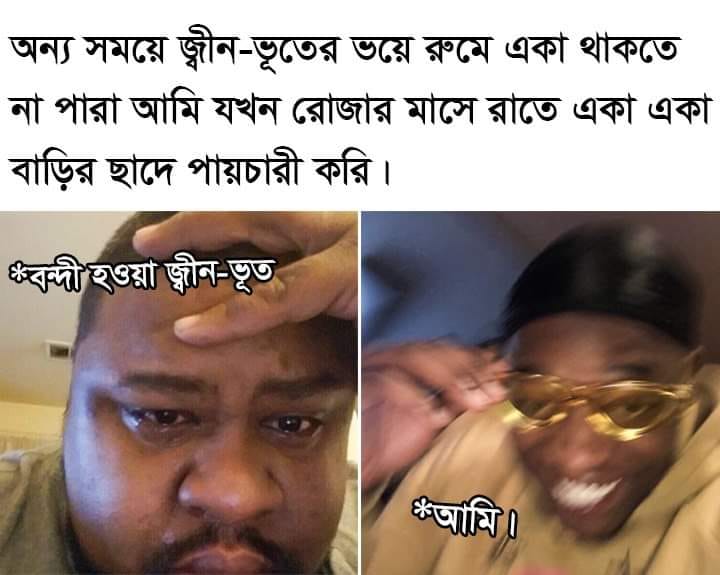 অন্য সময়ে জ্বীন-ভূতের ভয়ে রুমে একা থাকতে
না পারা আমি যখন রোজার মাসে রাতে একা একা
বাড়ির ছাদে পায়চারী করি।
*বন্দী হওয়া জ্বীন-ভূত
*আমি।